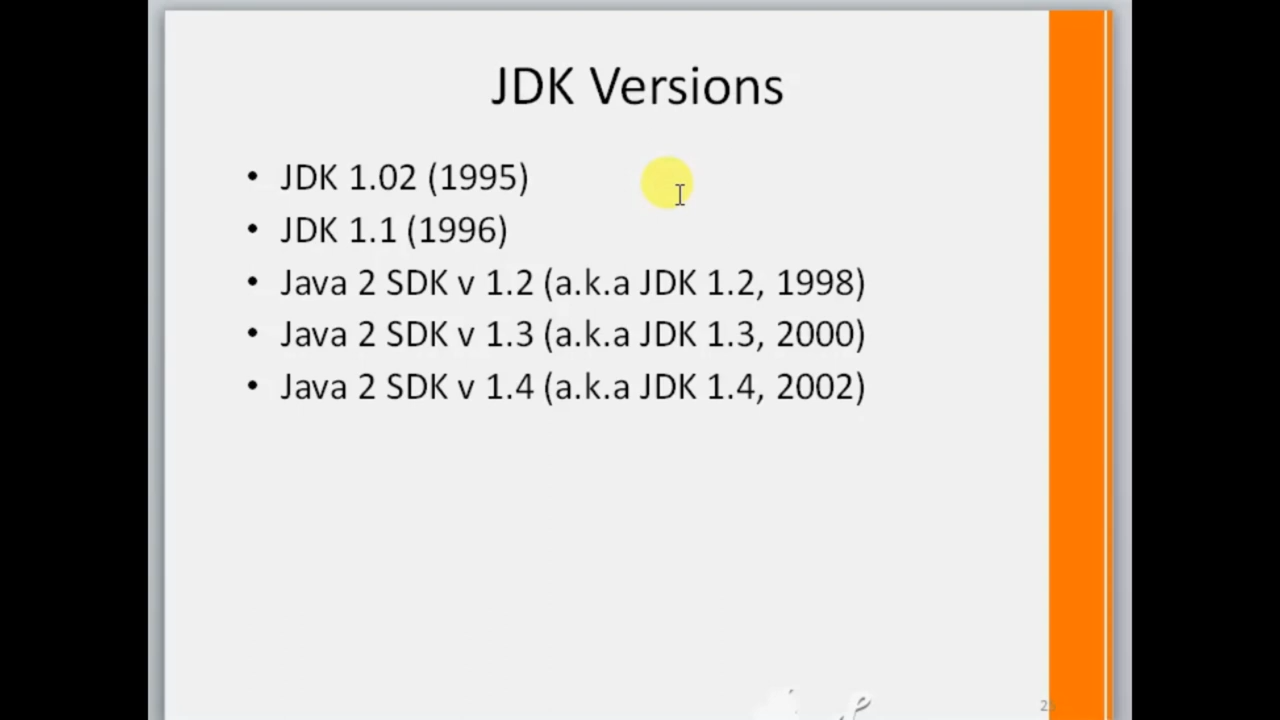 JDK Versions
• JDK 1.02 (1995)
• JDK 1.1 (1996)
• Java 2 SDK v 1.2 (a.k.a JDK 1.2, 1998)
• Java 2 SDK v 1.3 (a.k.a JDK 1.3, 2000)
• Java 2 SDK v 1.4 (a.k.a JDK 1.4, 2002)